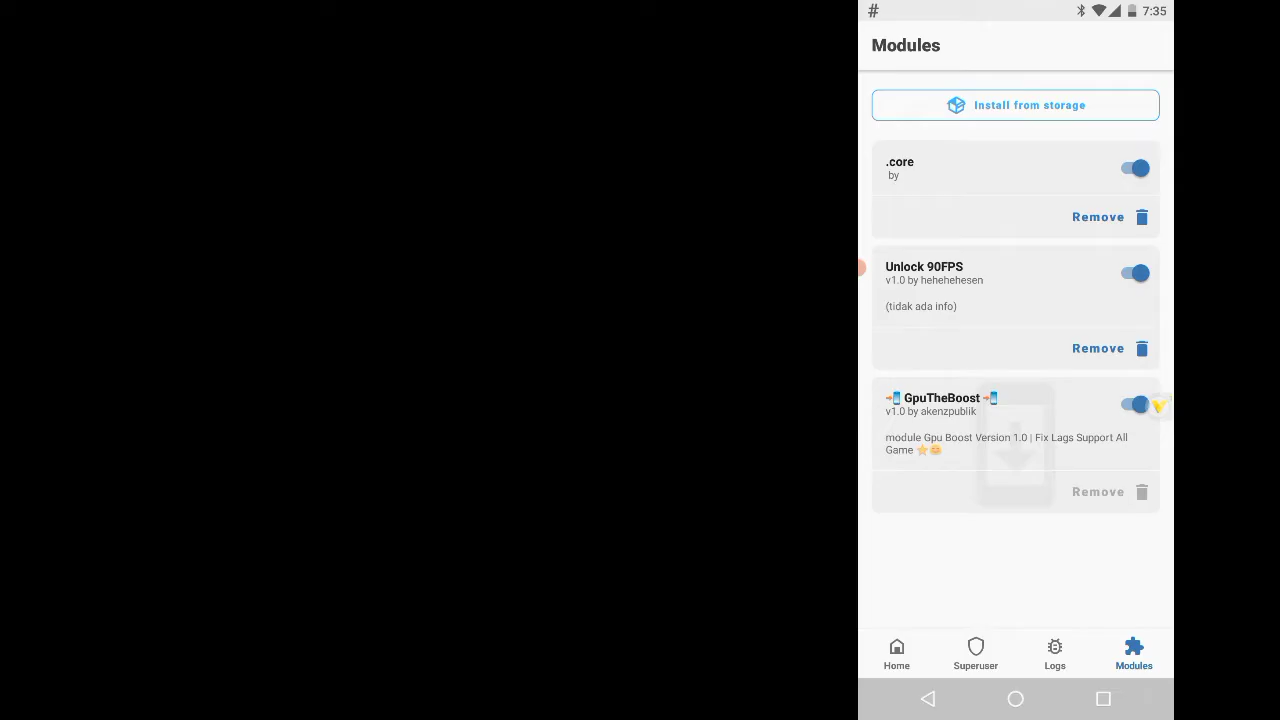 # 7:35
Modules
Install from storage
.core
by
Remove
Unlock 90FPS
v1.0 by hehehehesen
(tidak ada info)
Remove
📲 GpuTheBoost 📲
v1.0 by akenzpublik
module Gpu Boost Version 1.0 | Fix Lags Support All
Game ⭐😊
Remove
Home Superuser Logs Modules